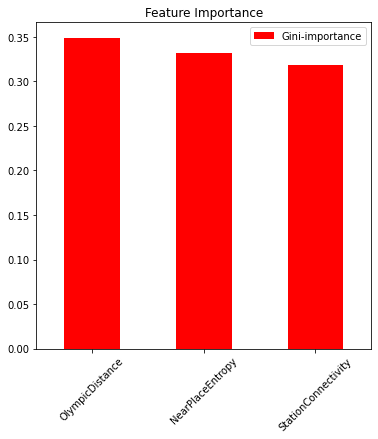 Feature Importance
Gini-importance
0.35
0.30
0.25
0.20
0.15
0.10
0.05
0.00
OlympicDistance
NearPlaceEntropy
StationConnectivity